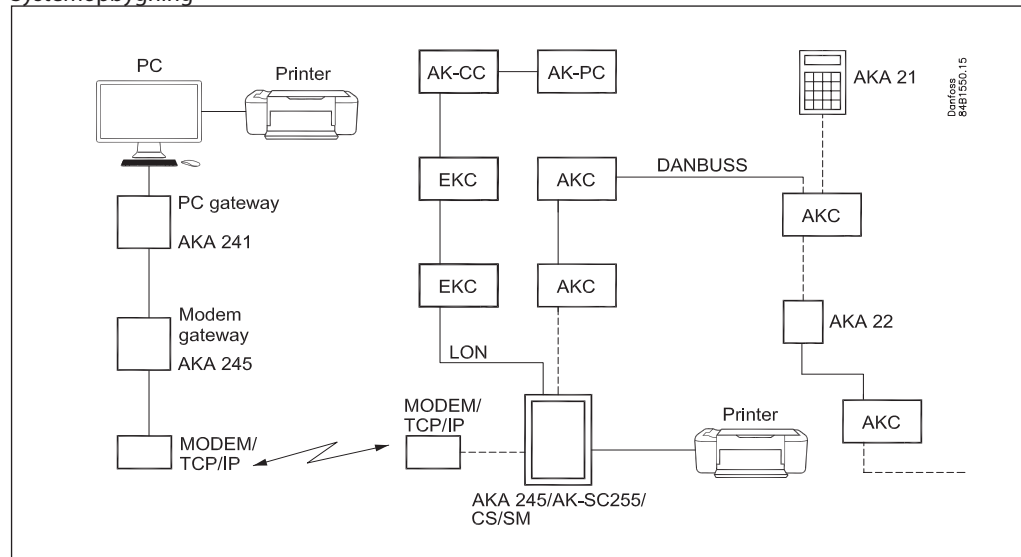 Systemopbygning
PC
Printer
PC gateway
AKA 241
Modem
gateway
AKA 245
MODEM/
TCP/IP
AK-CC
AK-PC
EKC
EKC
LON
AKC
AKC
DANBUSS
AKA 21
Danfoss
84B1550.15
AKC
AKA 22
AKC
MODEM/
TCP/IP
Printer
AKA 245/AK-SC255/
CS/SM